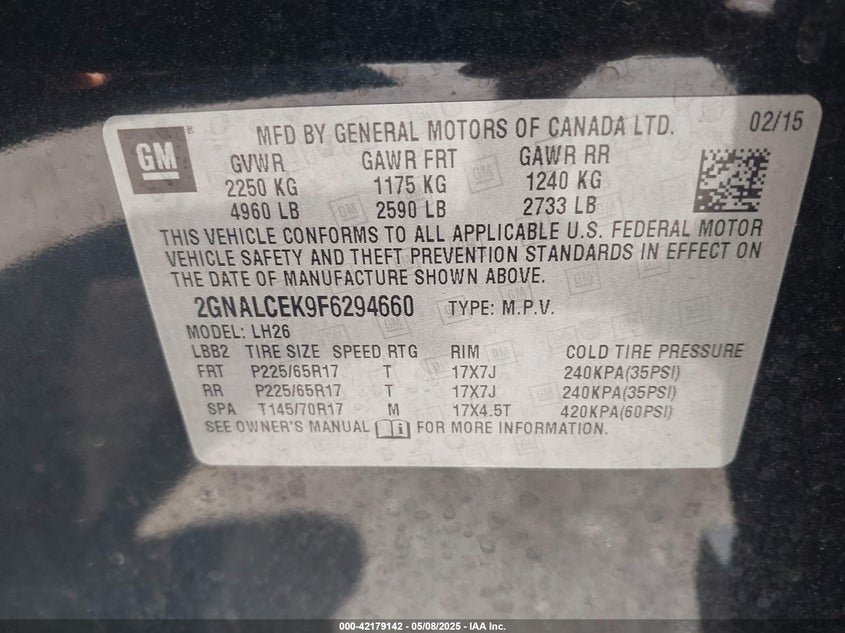 GM
MFD BY GENERAL MOTORS OF CANADA LTD. 02/15
GVWR GAWR FRT GAWR RR
2250 KG 1175 KG 1240 KG
4960 LB 2590 LB 2733 LB
THIS VEHICLE CONFORMS TO ALL APPLICABLE U.S. FEDERAL MOTOR
VEHICLE SAFETY AND THEFT PREVENTION STANDARDS IN EFFECT ON
THE DATE OF MANUFACTURE SHOWN ABOVE.
2GNALCEK9F6294660 TYPE: M.P.V.
MODEL: LH26
LBB2 TIRE SIZE SPEED RTG RIM COLD TIRE PRESSURE
FRT P225/65R17 T 17X7J 240KPA(35PSI)
RR P225/65R17 T 17X7J 240KPA(35PSI)
SPA T145/70R17 M 17X4.5T 420KPA(60PSI)
SEE OWNER'S MANUAL i FOR MORE INFORMATION.
000-42179142 - 05/08/2025 - IAA Inc.